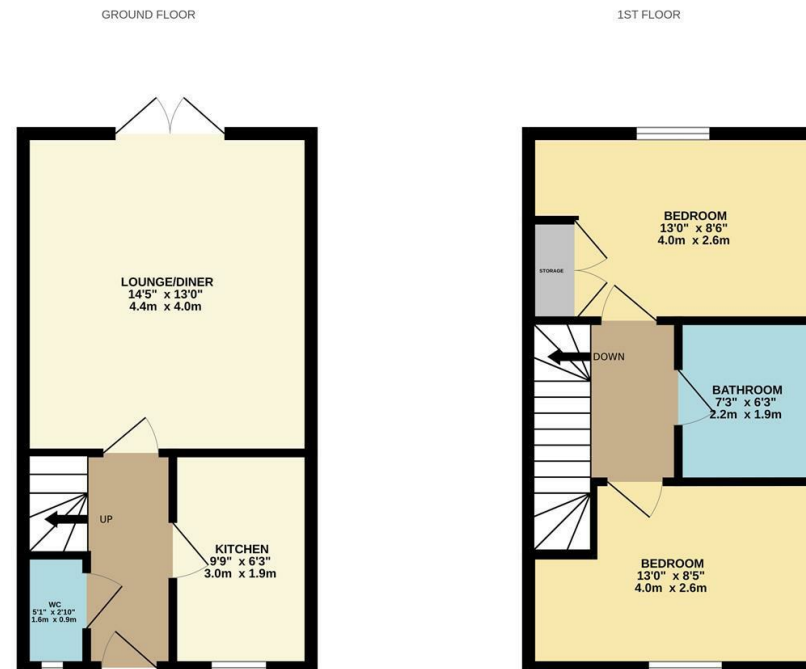 GROUND FLOOR
1ST FLOOR
LOUNGE/DINER
14'5" x 13'0"
4.4m x 4.0m
UP
KITCHEN
9'9" x 6'3"
3.0m x 1.9m
WC
5'1" x 2'10"
1.6m x 0.9m
BEDROOM
13'0" x 8'6"
4.0m x 2.6m
STORAGE
DOWN
BATHROOM
7'3" x 6'3"
2.2m x 1.9m
BEDROOM
13'0" x 8'5"
4.0m x 2.6m